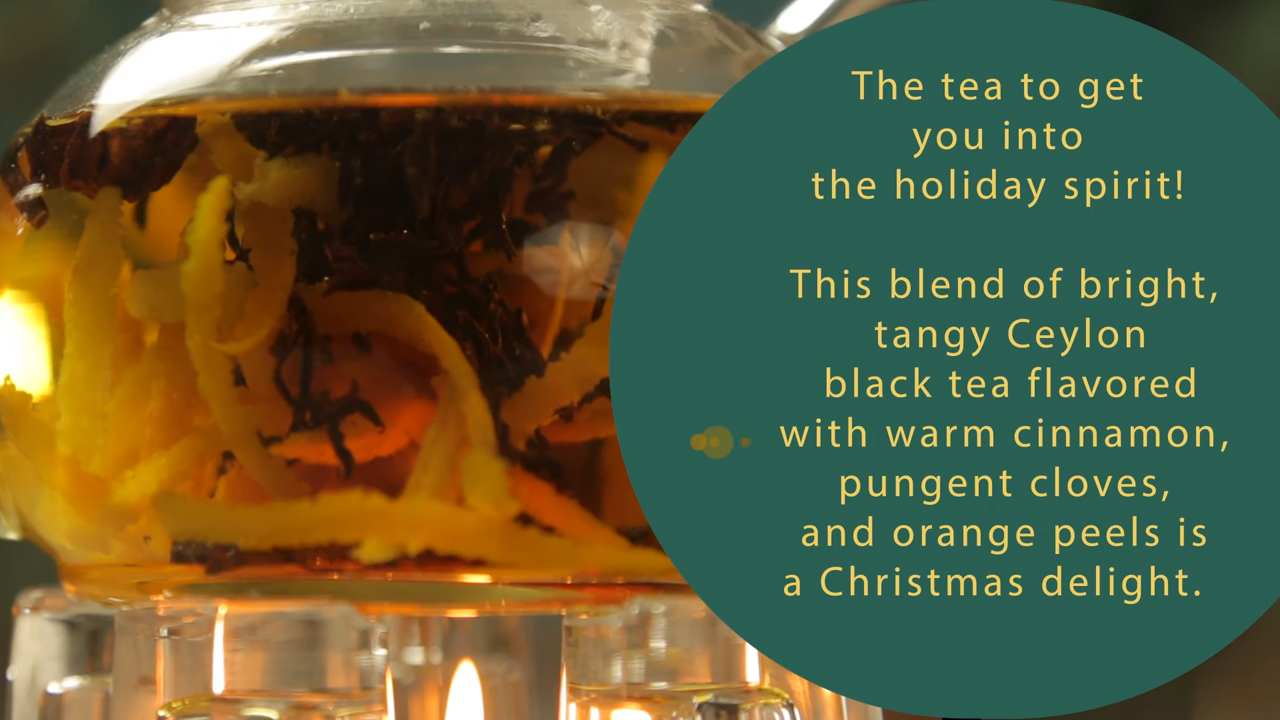 The tea to get
you into
the holiday spirit!
This blend of bright,
tangy Ceylon
black tea flavored
with warm cinnamon,
pungent cloves,
and orange peels is
a Christmas delight.